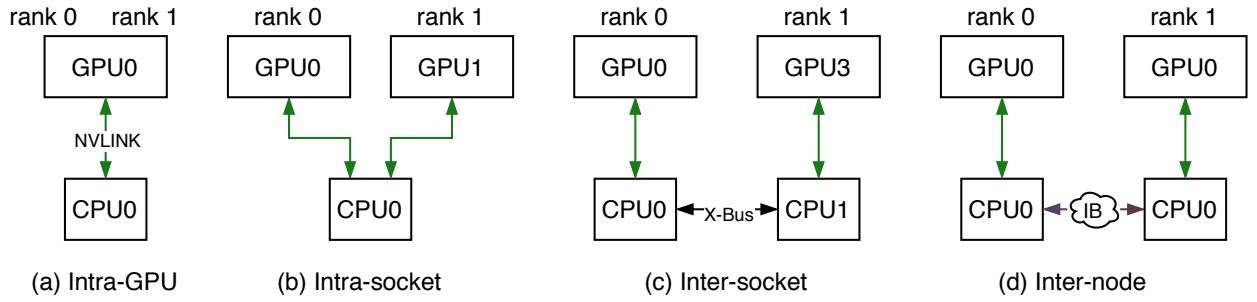 rank 0 rank 1
GPU0
NVLINK
CPU0
(a) Intra-GPU
rank 0 rank 1
GPU0 GPU1
CPU0
(b) Intra-socket
rank 0 rank 1
GPU0 GPU3
CPU0 X-Bus CPU1
(c) Inter-socket
rank 0 rank 1
GPU0 GPU0
CPU0 IB CPU0
(d) Inter-node